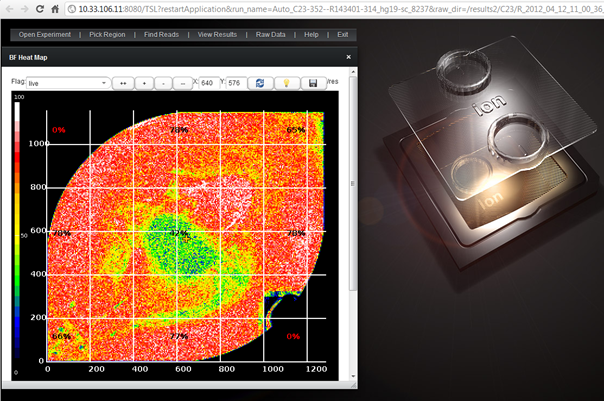 10.33.106.11:8080/TSL?restartApplication&run_name=Auto_C23-352--R143401-314_hg19-sc_8237&raw_dir=/results2/C23/R_2012_04_12_11_00_36_
Open Experiment | Pick Region | Find Reads | View Results | Raw Data | Help | Exit
BF Heat Map
Flag: live ++ + - -- X: 640 Y: 576 /res
100
50
0
0% 78% 65%
70% 42% 70%
66% 77% 0%
1000
800
600
400
200
0
0 200 400 600 800 1000 1200
ion
ion